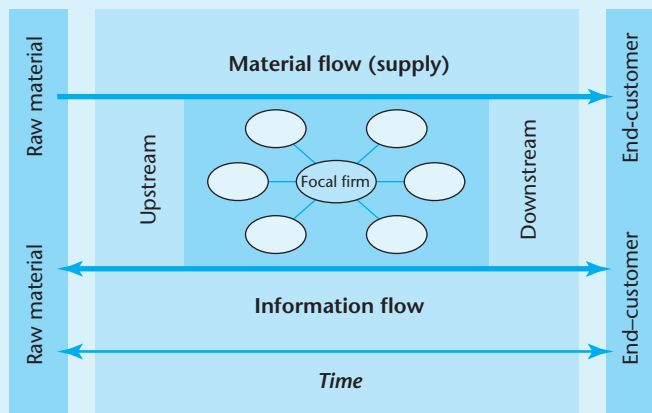 Material flow (supply)
Raw material
End-customer
Upstream
Focal firm
Downstream
Raw material
End–customer
Information flow
Time